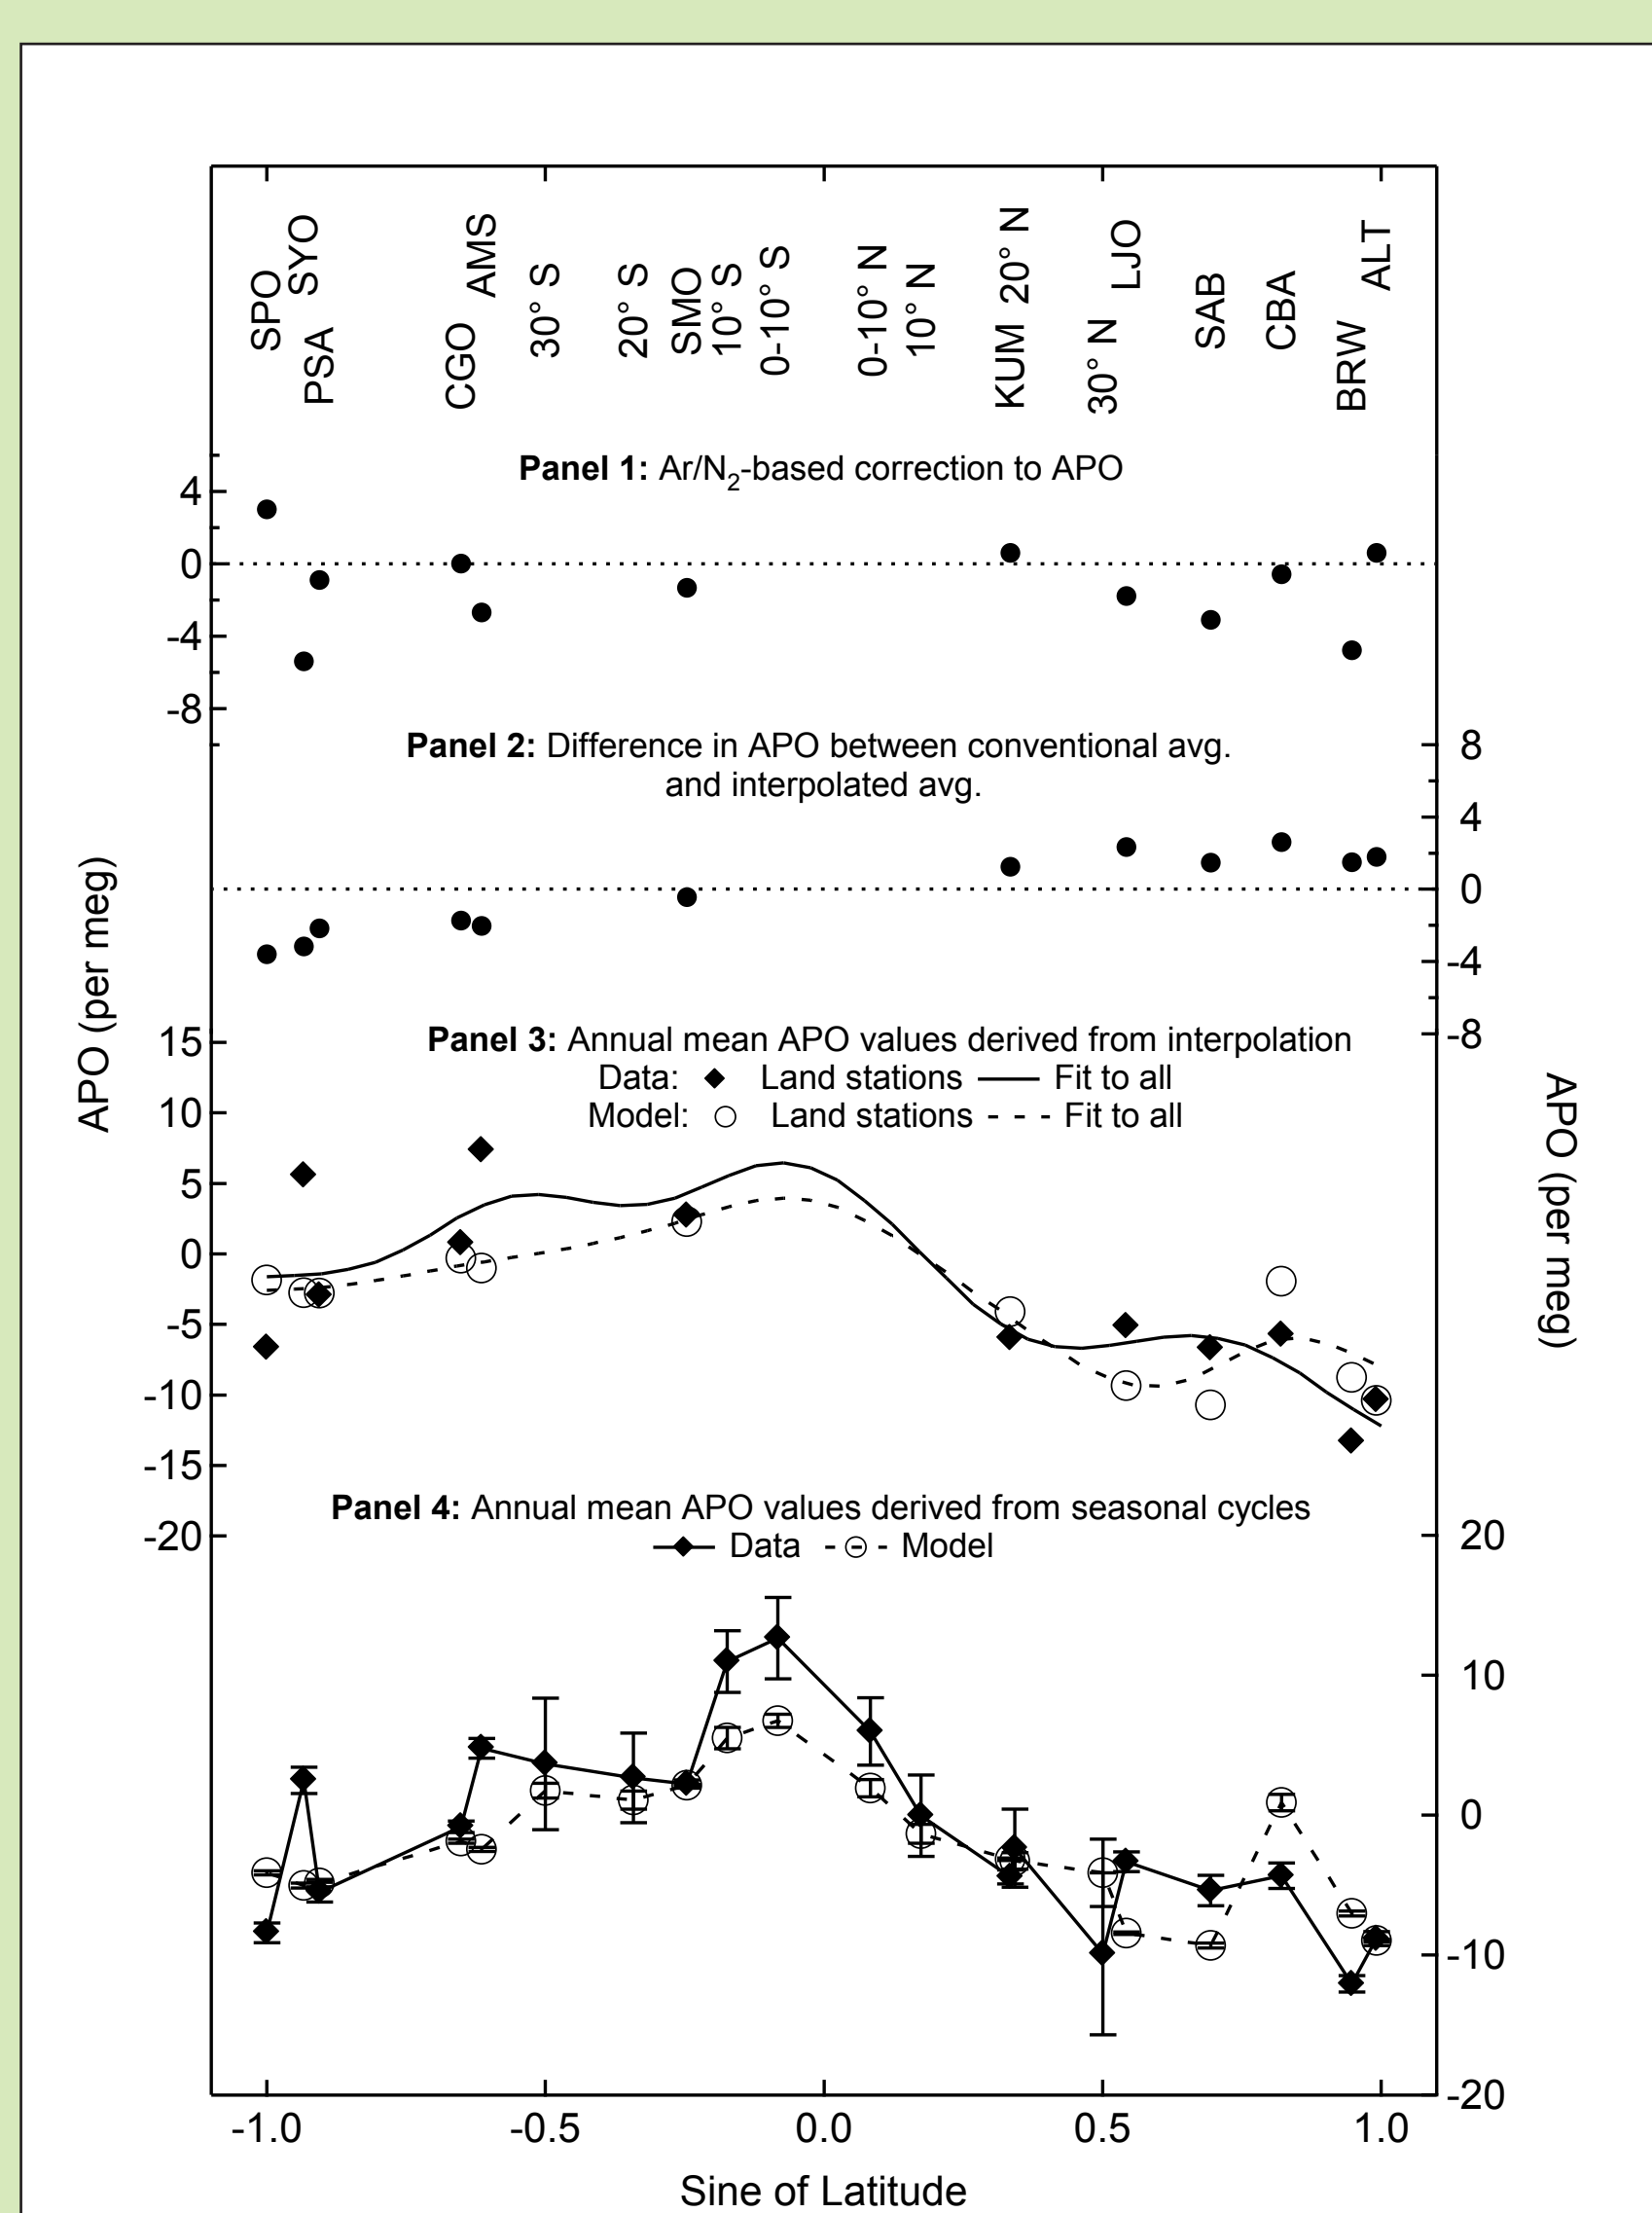 SPO
SYO
PSA
CGO
AMS
30° S
20° S
SMO
10° S
0-10° S
0-10° N
10° N
KUM
20° N
30° N
LJO
SAB
CBA
BRW
ALT
Panel 1: Ar/N2-based correction to APO
4
0
-4
-8
Panel 2: Difference in APO between conventional avg.
and interpolated avg.
8
4
0
-4
-8
APO (per meg)
Panel 3: Annual mean APO values derived from interpolation
Data: Land stations Fit to all
Model: Land stations Fit to all
15
10
5
0
-5
-10
-15
-20
APO (per meg)
Panel 4: Annual mean APO values derived from seasonal cycles
Data Model
20
10
0
-10
-20
-1.0 -0.5 0.0 0.5 1.0
Sine of Latitude